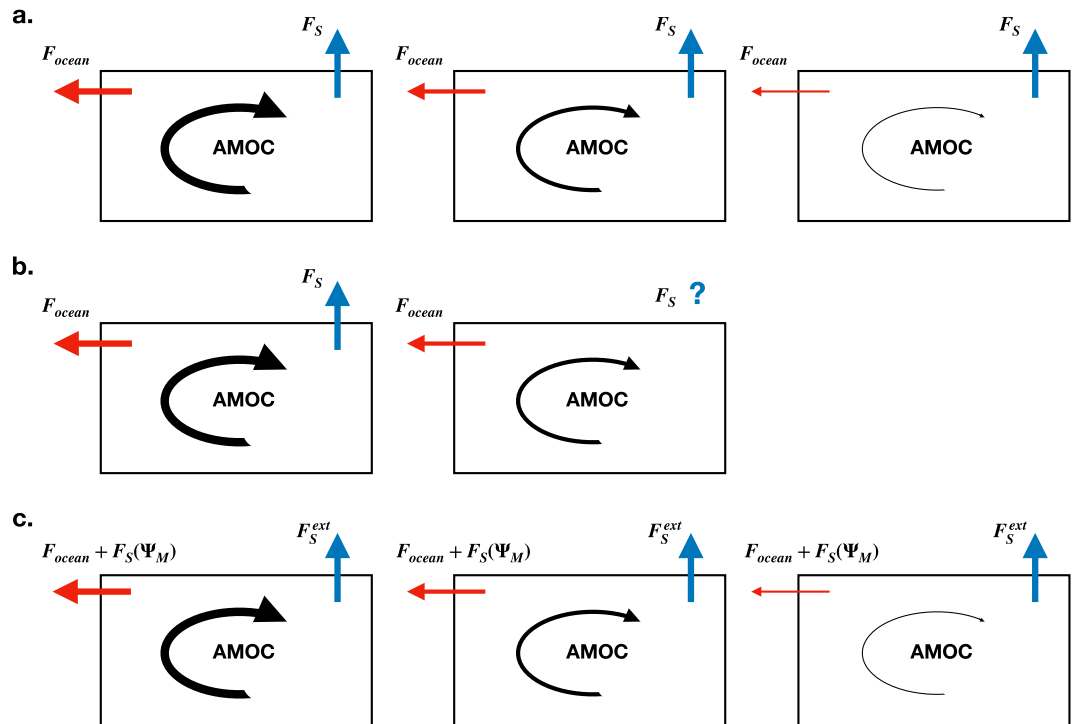 a.
F_S F_S F_S
F_ocean F_ocean F_ocean
AMOC AMOC AMOC
b.
F_S F_S ?
F_ocean F_ocean
AMOC AMOC
c.
F_S^ext F_S^ext F_S^ext
F_ocean + F_S(Ψ_M) F_ocean + F_S(Ψ_M) F_ocean + F_S(Ψ_M)
AMOC AMOC AMOC